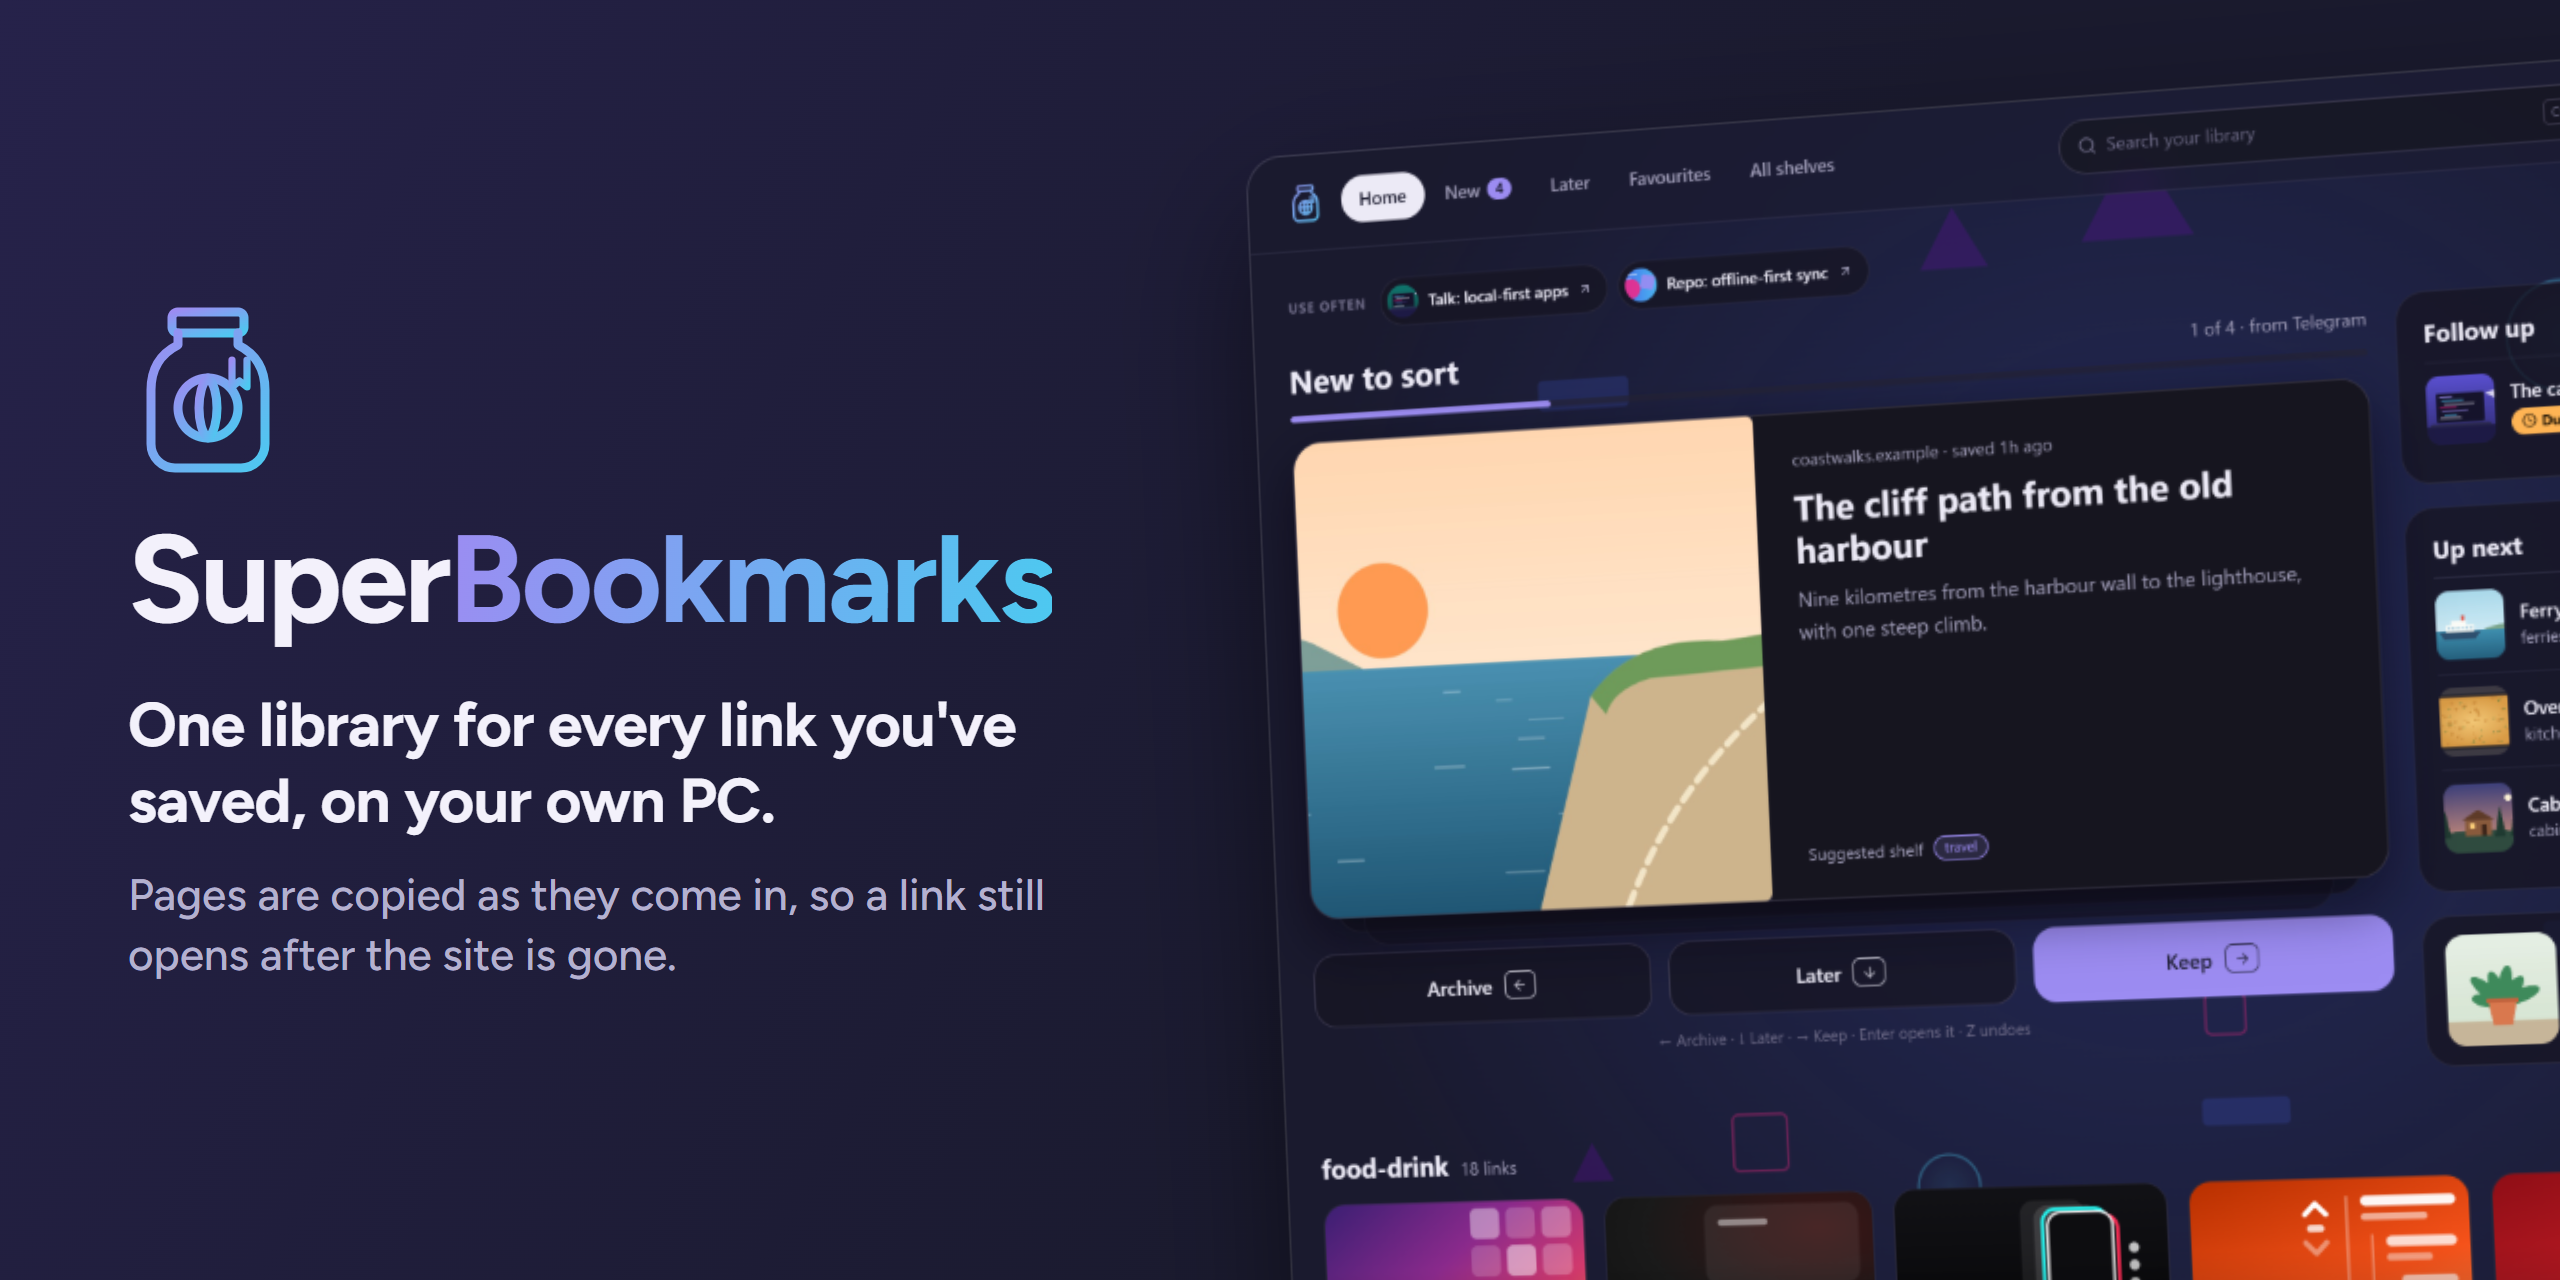 SuperBookmarks
One library for every link you've
saved, on your own PC.
Pages are copied as they come in, so a link still
opens after the site is gone.
Home
New 4
Later
Favourites
All shelves
Search your library
USE OFTEN
Talk: local-first apps
Repo: offline-first sync
New to sort
1 of 4 · from Telegram
coastwalks.example · saved 1h ago
The cliff path from the old
harbour
Nine kilometres from the harbour wall to the lighthouse,
with one steep climb.
Suggested shelf travel
Archive ←
Later ↓
Keep →
← Archive · ↓ Later · → Keep · Enter opens it · Z undoes
food-drink 18 links
Follow up
The
Up next